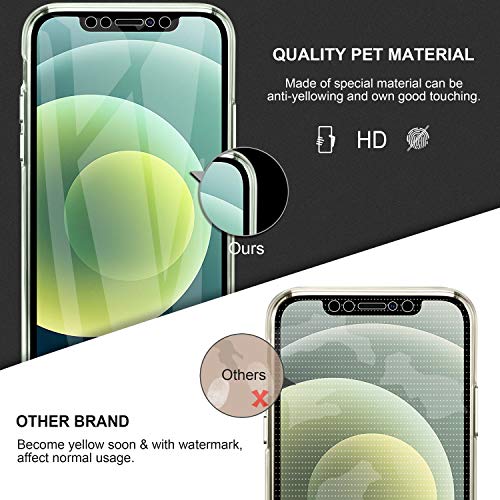 QUALITY PET MATERIAL
Made of special material can be
anti-yellowing and own good touching.
HD
Ours
Others
OTHER BRAND
Become yellow soon & with watermark,
affect normal usage.